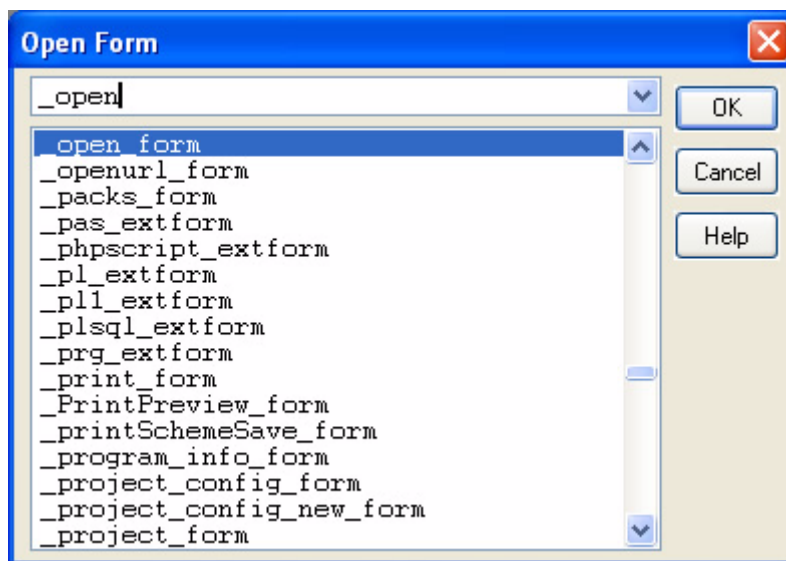 Open Form
_open
OK
Cancel
Help
_open_form
_openurl_form
_packs_form
_pas_extform
_phpscript_extform
_pl_extform
_pl1_extform
_plsql_extform
_prg_extform
_print_form
_PrintPreview_form
_printSchemeSave_form
_program_info_form
_project_config_form
_project_config_new_form
_project_form